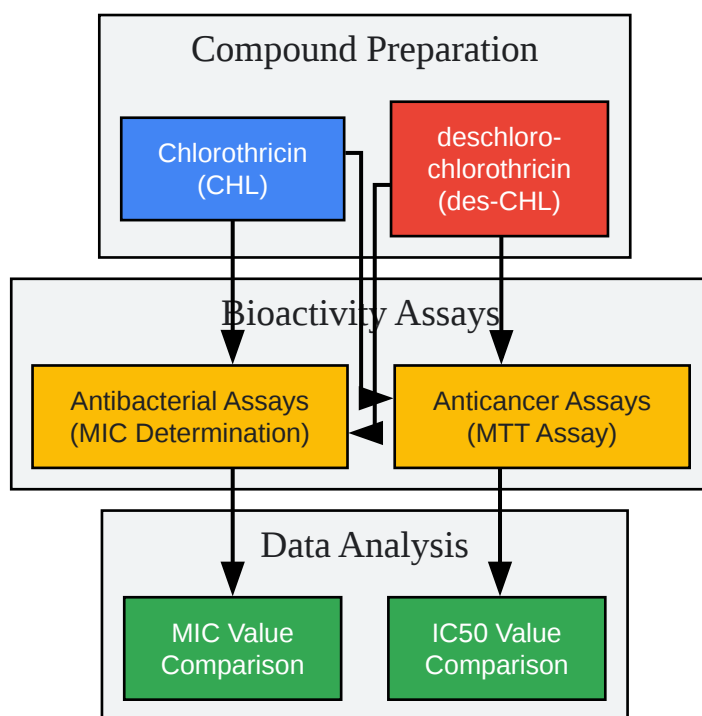 Compound Preparation
Chlorothricin
(CHL)
deschloro-
chlorothricin
(des-CHL)
Bioactivity Assays
Antibacterial Assays
(MIC Determination)
Anticancer Assays
(MTT Assay)
Data Analysis
MIC Value
Comparison
IC50 Value
Comparison